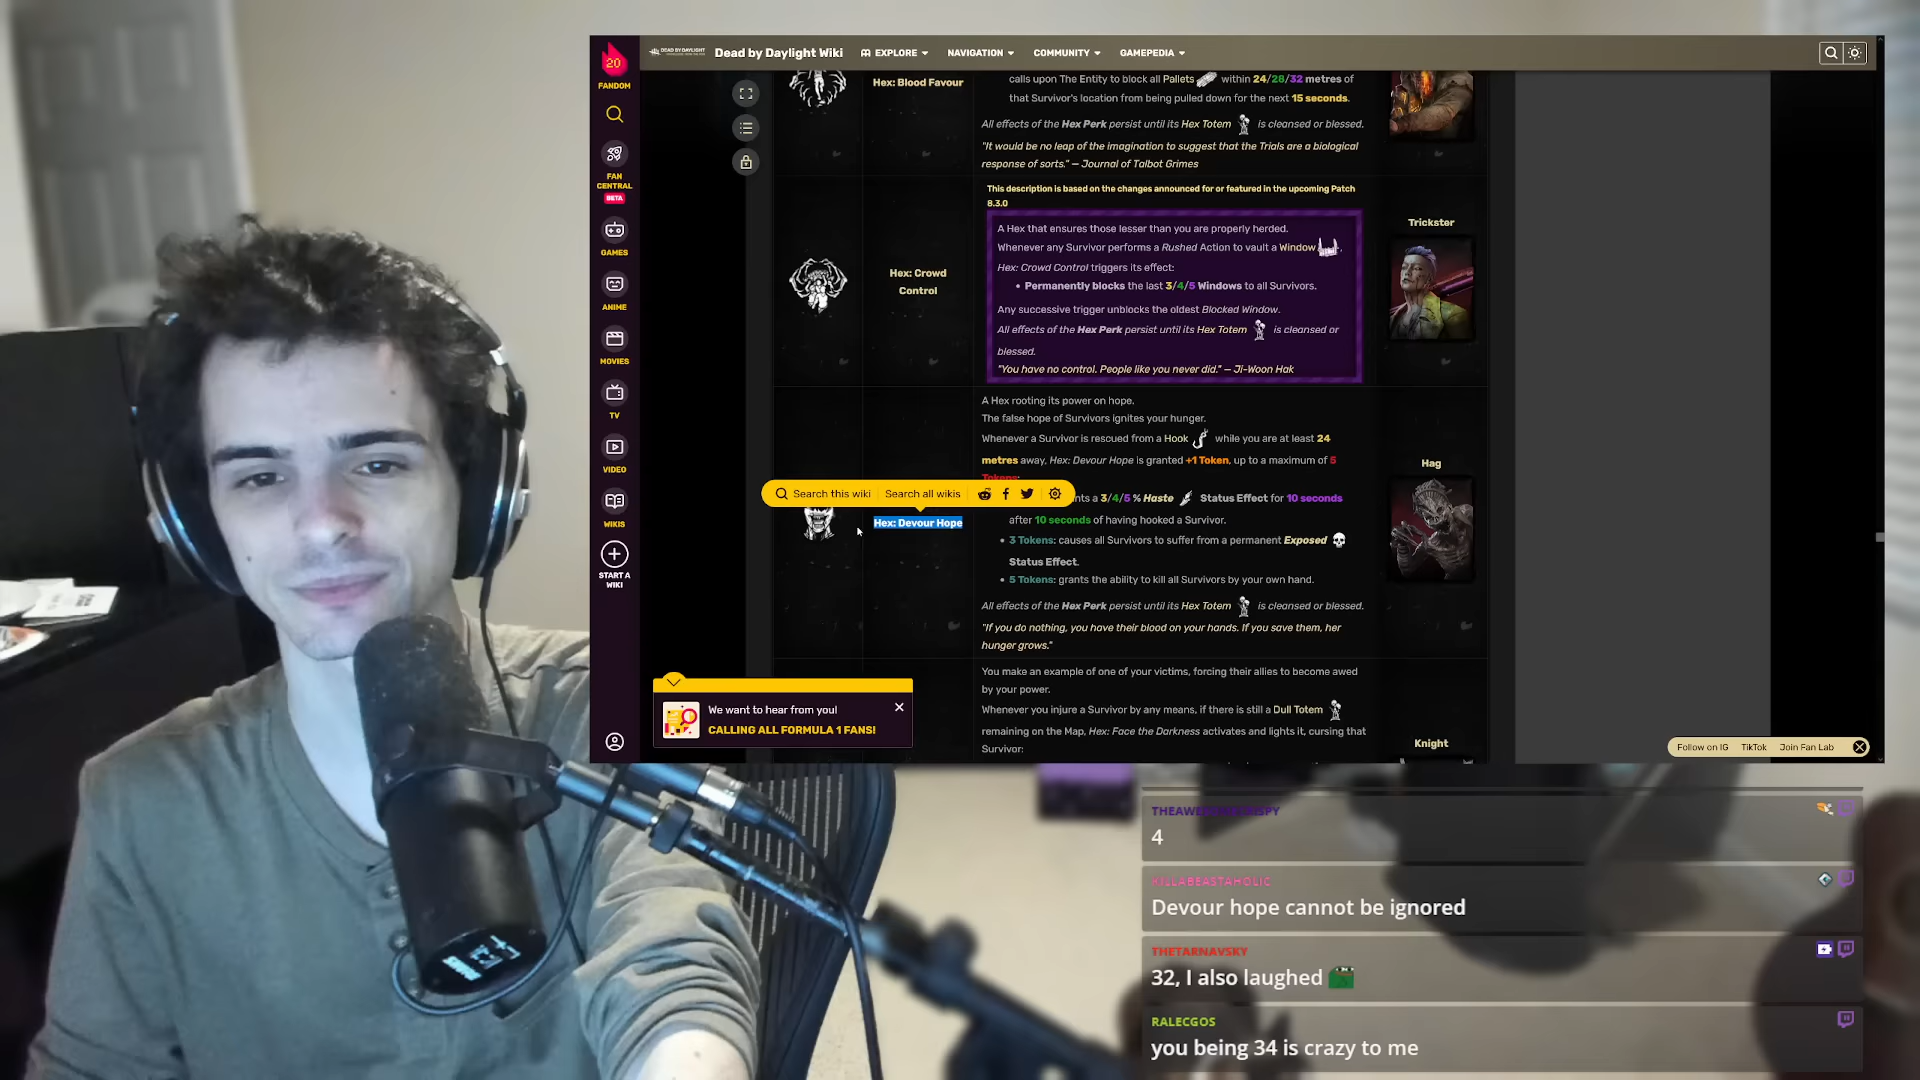 20
FANDOM
FAN
CENTRAL
BETA
GAMES
ANIME
MOVIES
TV
VIDEO
WIKIS
START A
WIKI
DEAD BY DAYLIGHT
Dead by Daylight Wiki
EXPLORE
NAVIGATION
COMMUNITY
GAMEPEDIA
Hex: Blood Favour
calls upon The Entity to block all Pallets within 24/28/32 metres of
that Survivor's location from being pulled down for the next 15 seconds.
All effects of the Hex Perk persist until its Hex Totem is cleansed or blessed.
"It would be no leap of the imagination to suggest that the Trials are a biological
response of sorts." — Journal of Talbot Grimes
Hex: Crowd
Control
This description is based on the changes announced for or featured in the upcoming Patch
8.3.0
A Hex that ensures those lesser than you are properly herded.
Whenever any Survivor performs a Rushed Action to vault a Window,
Hex: Crowd Control triggers its effect:
• Permanently blocks the last 3/4/5 Windows to all Survivors.
Any successive trigger unblocks the oldest Blocked Window.
All effects of the Hex Perk persist until its Hex Totem is cleansed or
blessed.
"You have no control. People like you never did." — Ji-Woon Hak
Trickster
Hex: Devour Hope
A Hex rooting its power on hope.
The false hope of Survivors ignites your hunger.
Whenever a Survivor is rescued from a Hook while you are at least 24
metres away, Hex: Devour Hope is granted +1 Token, up to a maximum of 5
Tokens:
nts a 3/4/5 % Haste Status Effect for 10 seconds
after 10 seconds of having hooked a Survivor.
• 3 Tokens: causes all Survivors to suffer from a permanent Exposed
Status Effect.
• 5 Tokens: grants the ability to kill all Survivors by your own hand.
All effects of the Hex Perk persist until its Hex Totem is cleansed or blessed.
"If you do nothing, you have their blood on your hands. If you save them, her
hunger grows."
Hag
Search this wiki
Search all wikis
You make an example of one of your victims, forcing their allies to become awed
by your power.
Whenever you injure a Survivor by any means, if there is still a Dull Totem
remaining on the Map, Hex: Face the Darkness activates and lights it, cursing that
Survivor:
Knight
We want to hear from you!
CALLING ALL FORMULA 1 FANS!
Follow on IG
TikTok
Join Fan Lab
4
KILLABEASTAHOLIC
Devour hope cannot be ignored
THETARNAVSKY
32, I also laughed
RALECGOS
you being 34 is crazy to me